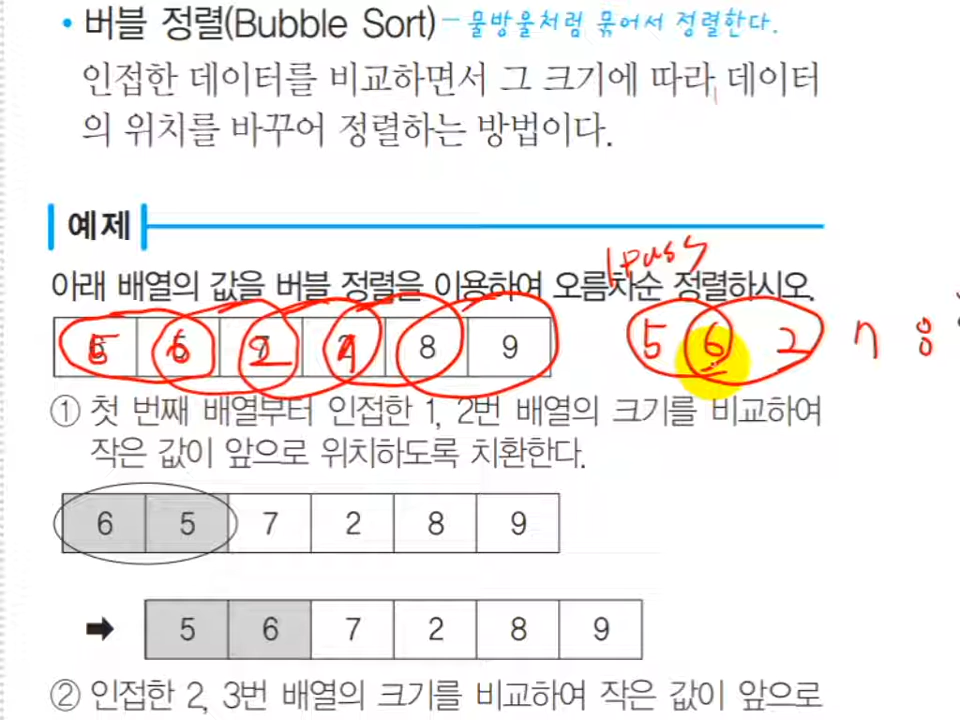 • 버블 정렬(Bubble Sort) - 물방울처럼 묶어서 정렬한다.
인접한 데이터를 비교하면서 그 크기에 따라 데이터
의 위치를 바꾸어 정렬하는 방법이다.
예제
1pass
아래 배열의 값을 버블 정렬을 이용하여 오름차순 정렬하시오.
5 6 2 7 8 9 5 6 2 7 8
① 첫 번째 배열부터 인접한 1, 2번 배열의 크기를 비교하여
작은 값이 앞으로 위치하도록 치환한다.
6 5 7 2 8 9
➡ 5 6 7 2 8 9
② 인접한 2, 3번 배열의 크기를 비교하여 작은 값이 앞으로